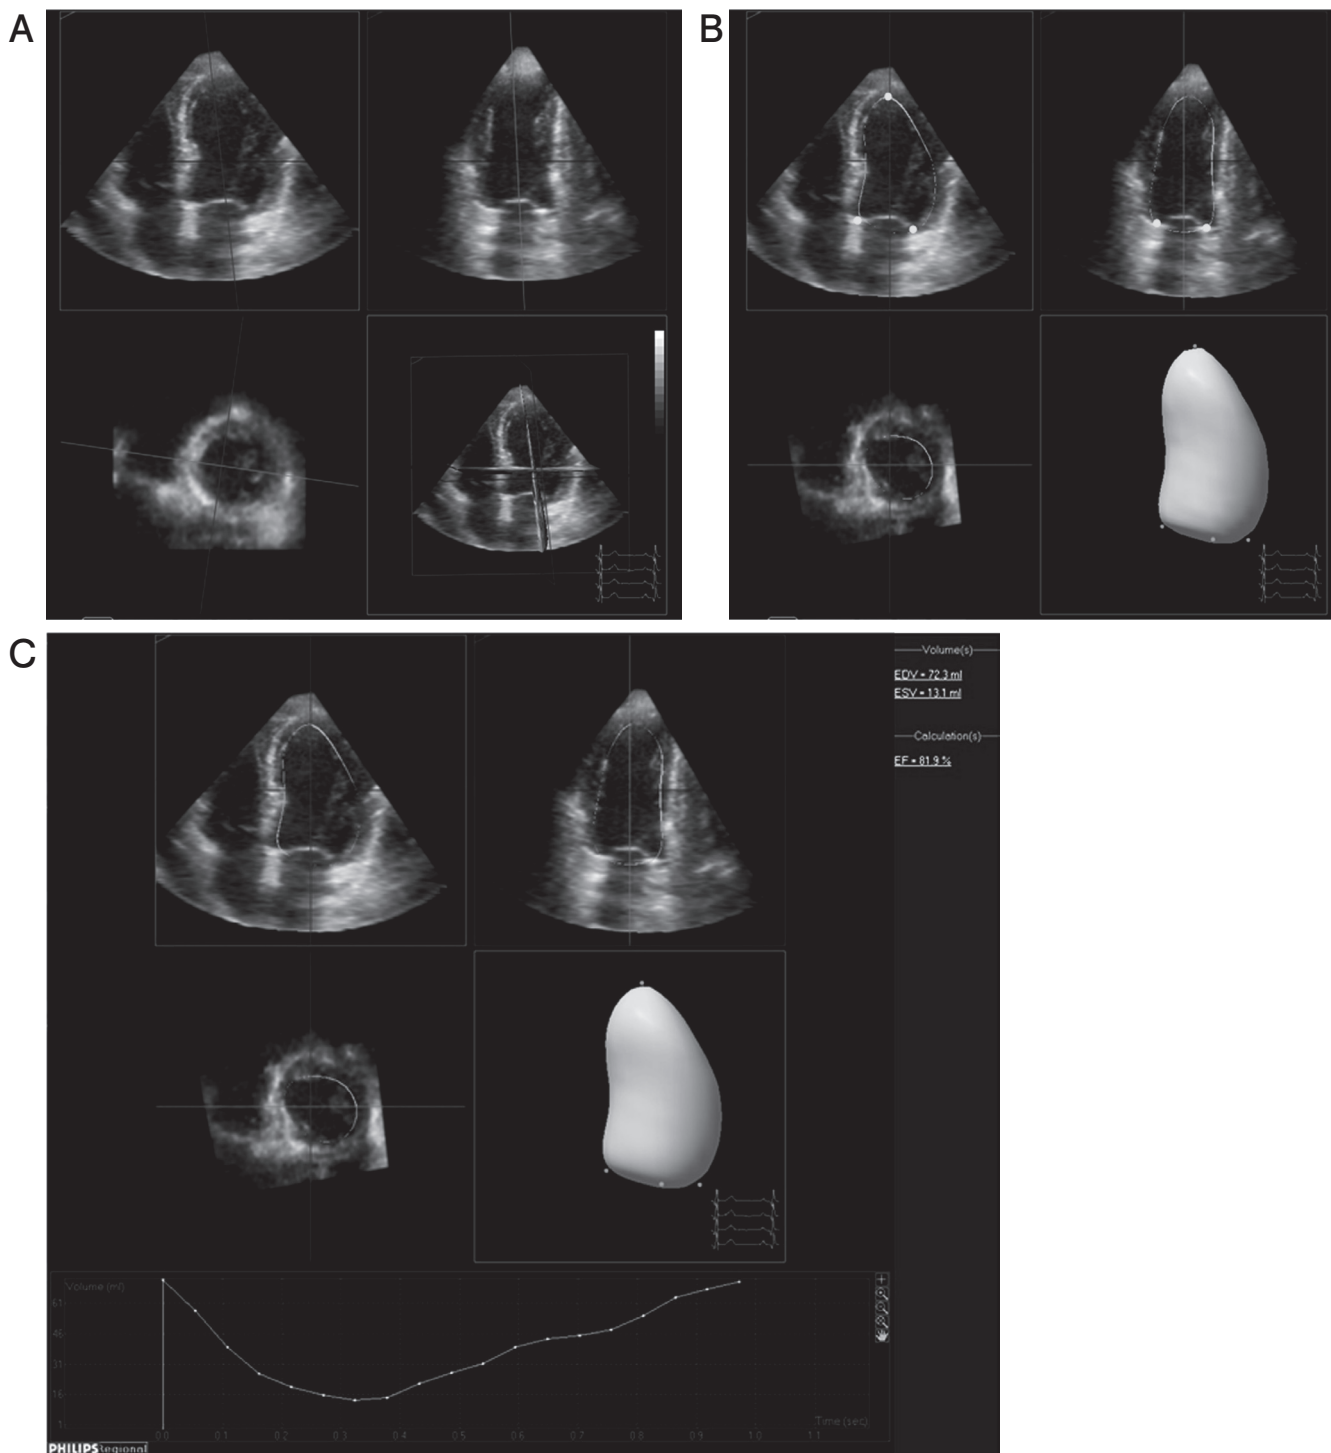 A
B
C
Volume(s)
EDV = 72.3 ml
ESV = 13.1 ml
Calculation(s)
EF = 81.9 %
Volume (ml)
61
46
31
16
1
0.0 0.1 0.2 0.3 0.4 0.5 0.6 0.7 0.8 0.9 1.0 1.1
Time (sec)
PHILIPS Regional